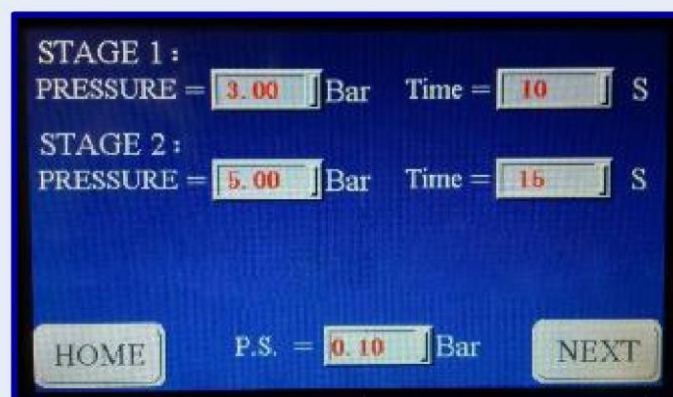 STAGE 1:
PRESSURE = 3.00 Bar Time = 10 S
STAGE 2:
PRESSURE = 5.00 Bar Time = 15 S
P.S. = 0.10 Bar
HOME NEXT